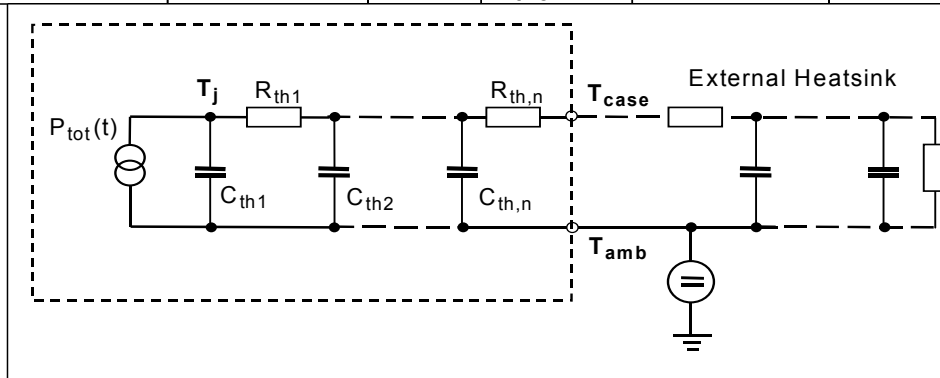 External Heatsink
T_j
R_th1
R_th,n
T_case
P_tot(t)
C_th1
C_th2
C_th,n
T_amb